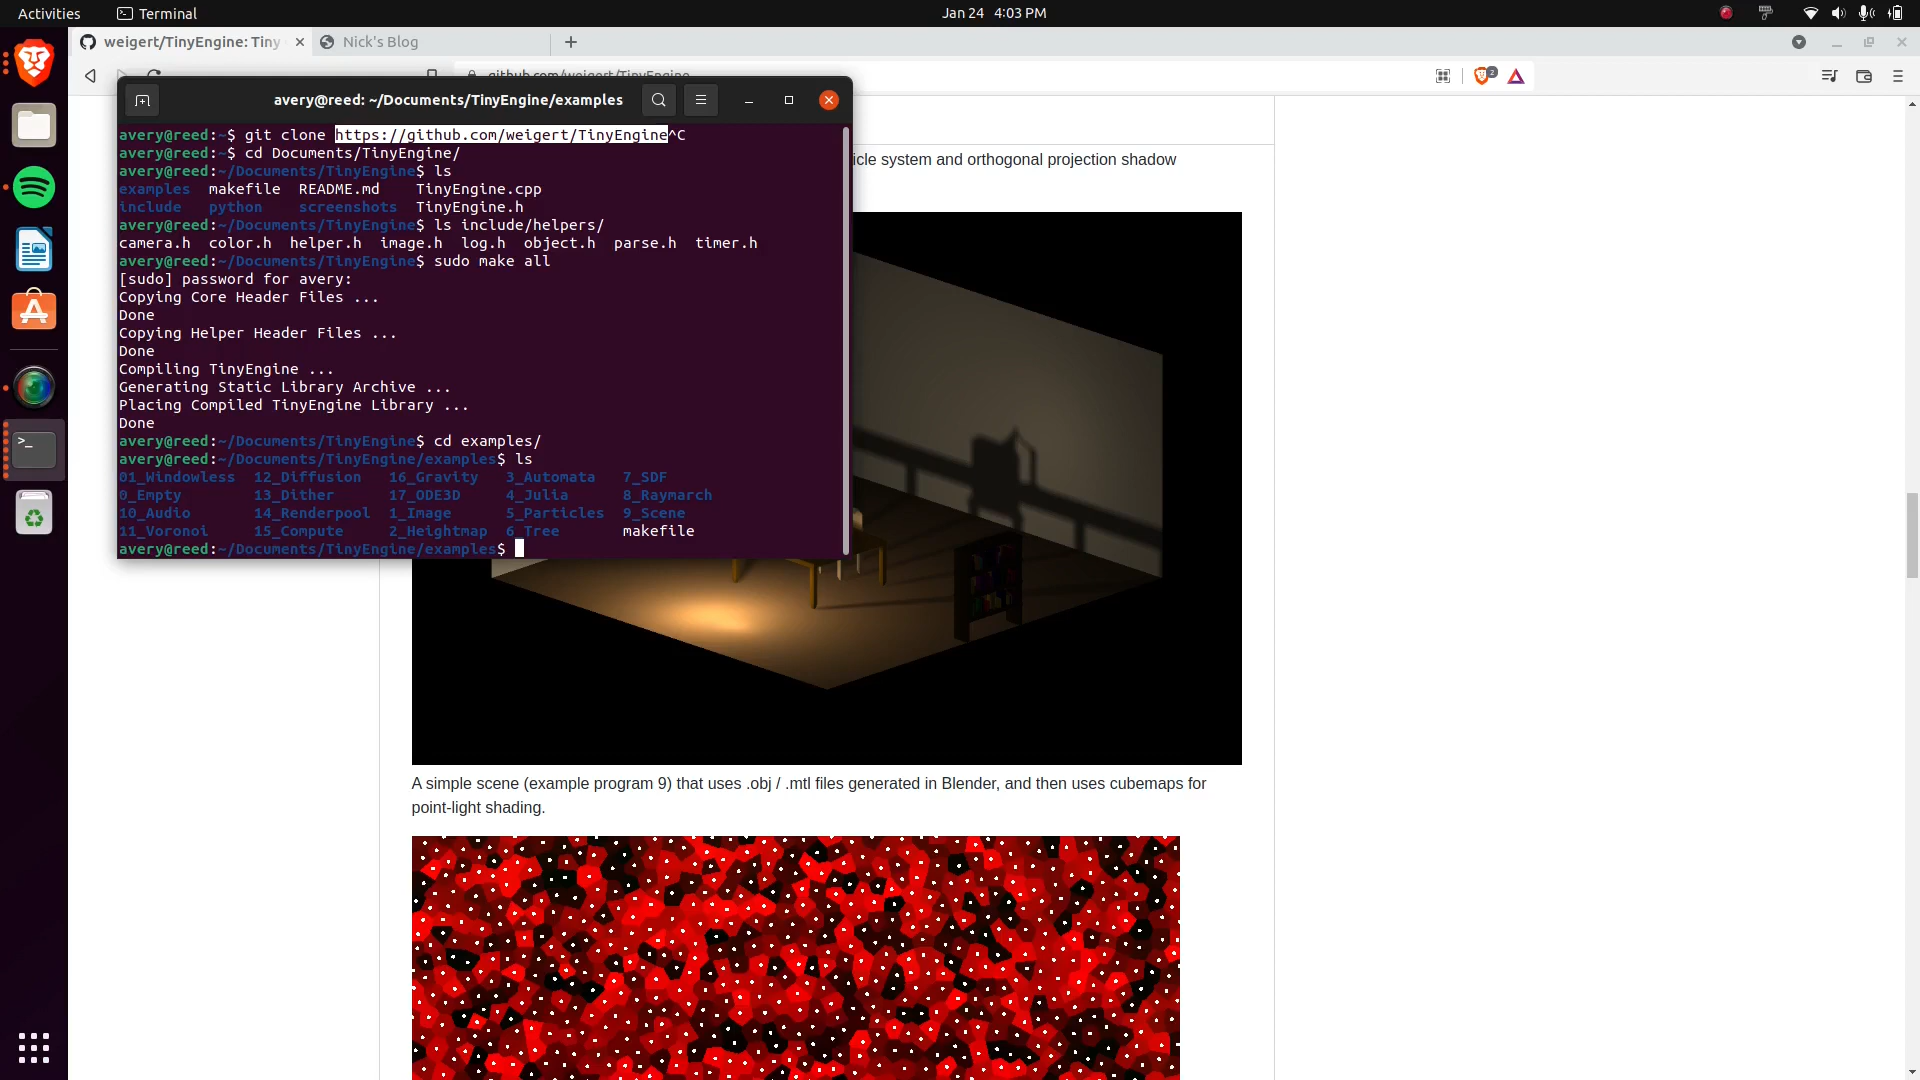 Activities
Terminal
Jan 24 4:03 PM
weigert/TinyEngine: Tiny
Nick's Blog
github.com/weigert/TinyEngine
2
avery@reed: ~/Documents/TinyEngine/examples
avery@reed:~$ git clone https://github.com/weigert/TinyEngine^C
avery@reed:~$ cd Documents/TinyEngine/
avery@reed:~/Documents/TinyEngine$ ls
examples makefile README.md TinyEngine.cpp
include python screenshots TinyEngine.h
avery@reed:~/Documents/TinyEngine$ ls include/helpers/
camera.h color.h helper.h image.h log.h object.h parse.h timer.h
avery@reed:~/Documents/TinyEngine$ sudo make all
[sudo] password for avery:
Copying Core Header Files ...
Done
Copying Helper Header Files ...
Done
Compiling TinyEngine ...
Generating Static Library Archive ...
Placing Compiled TinyEngine Library ...
Done
avery@reed:~/Documents/TinyEngine$ cd examples/
avery@reed:~/Documents/TinyEngine/examples$ ls
01_Windowless 12_Diffusion 16_Gravity 3_Automata 7_SDF
0_Empty 13_Dither 17_ODE3D 4_Julia 8_Raymarch
10_Audio 14_Renderpool 1_Image 5_Particles 9_Scene
11_Voronoi 15_Compute 2_Heightmap 6_Tree makefile
avery@reed:~/Documents/TinyEngine/examples$
icle system and orthogonal projection shadow
A simple scene (example program 9) that uses .obj / .mtl files generated in Blender, and then uses cubemaps for
point-light shading.